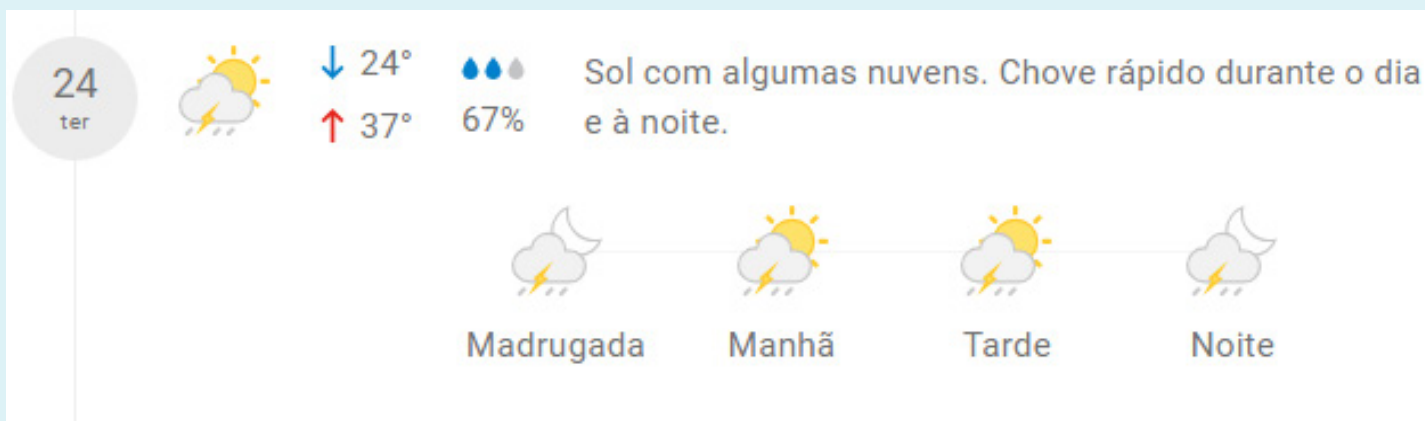 24
ter
24°
37°
67%
Sol com algumas nuvens. Chove rápido durante o dia
e à noite.
Madrugada
Manhã
Tarde
Noite